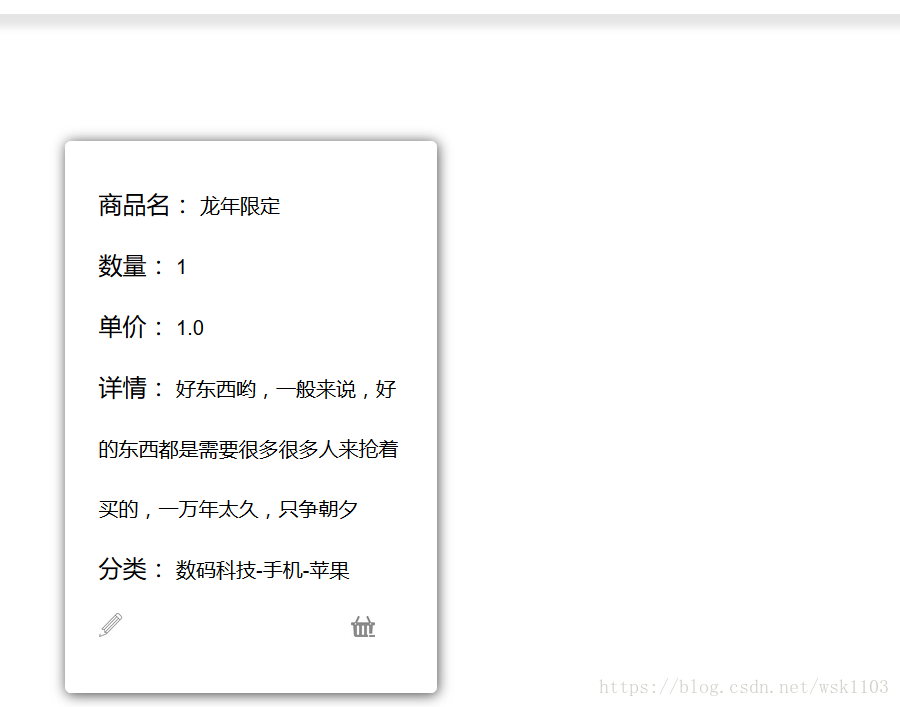 商品名： 龙年限定
数量： 1
单价： 1.0
详情： 好东西哟，一般来说，好
的东西都是需要很多很多人来抢着
买的，一万年太久，只争朝夕
分类： 数码科技-手机-苹果
https://blog.csdn.net/wsk1103